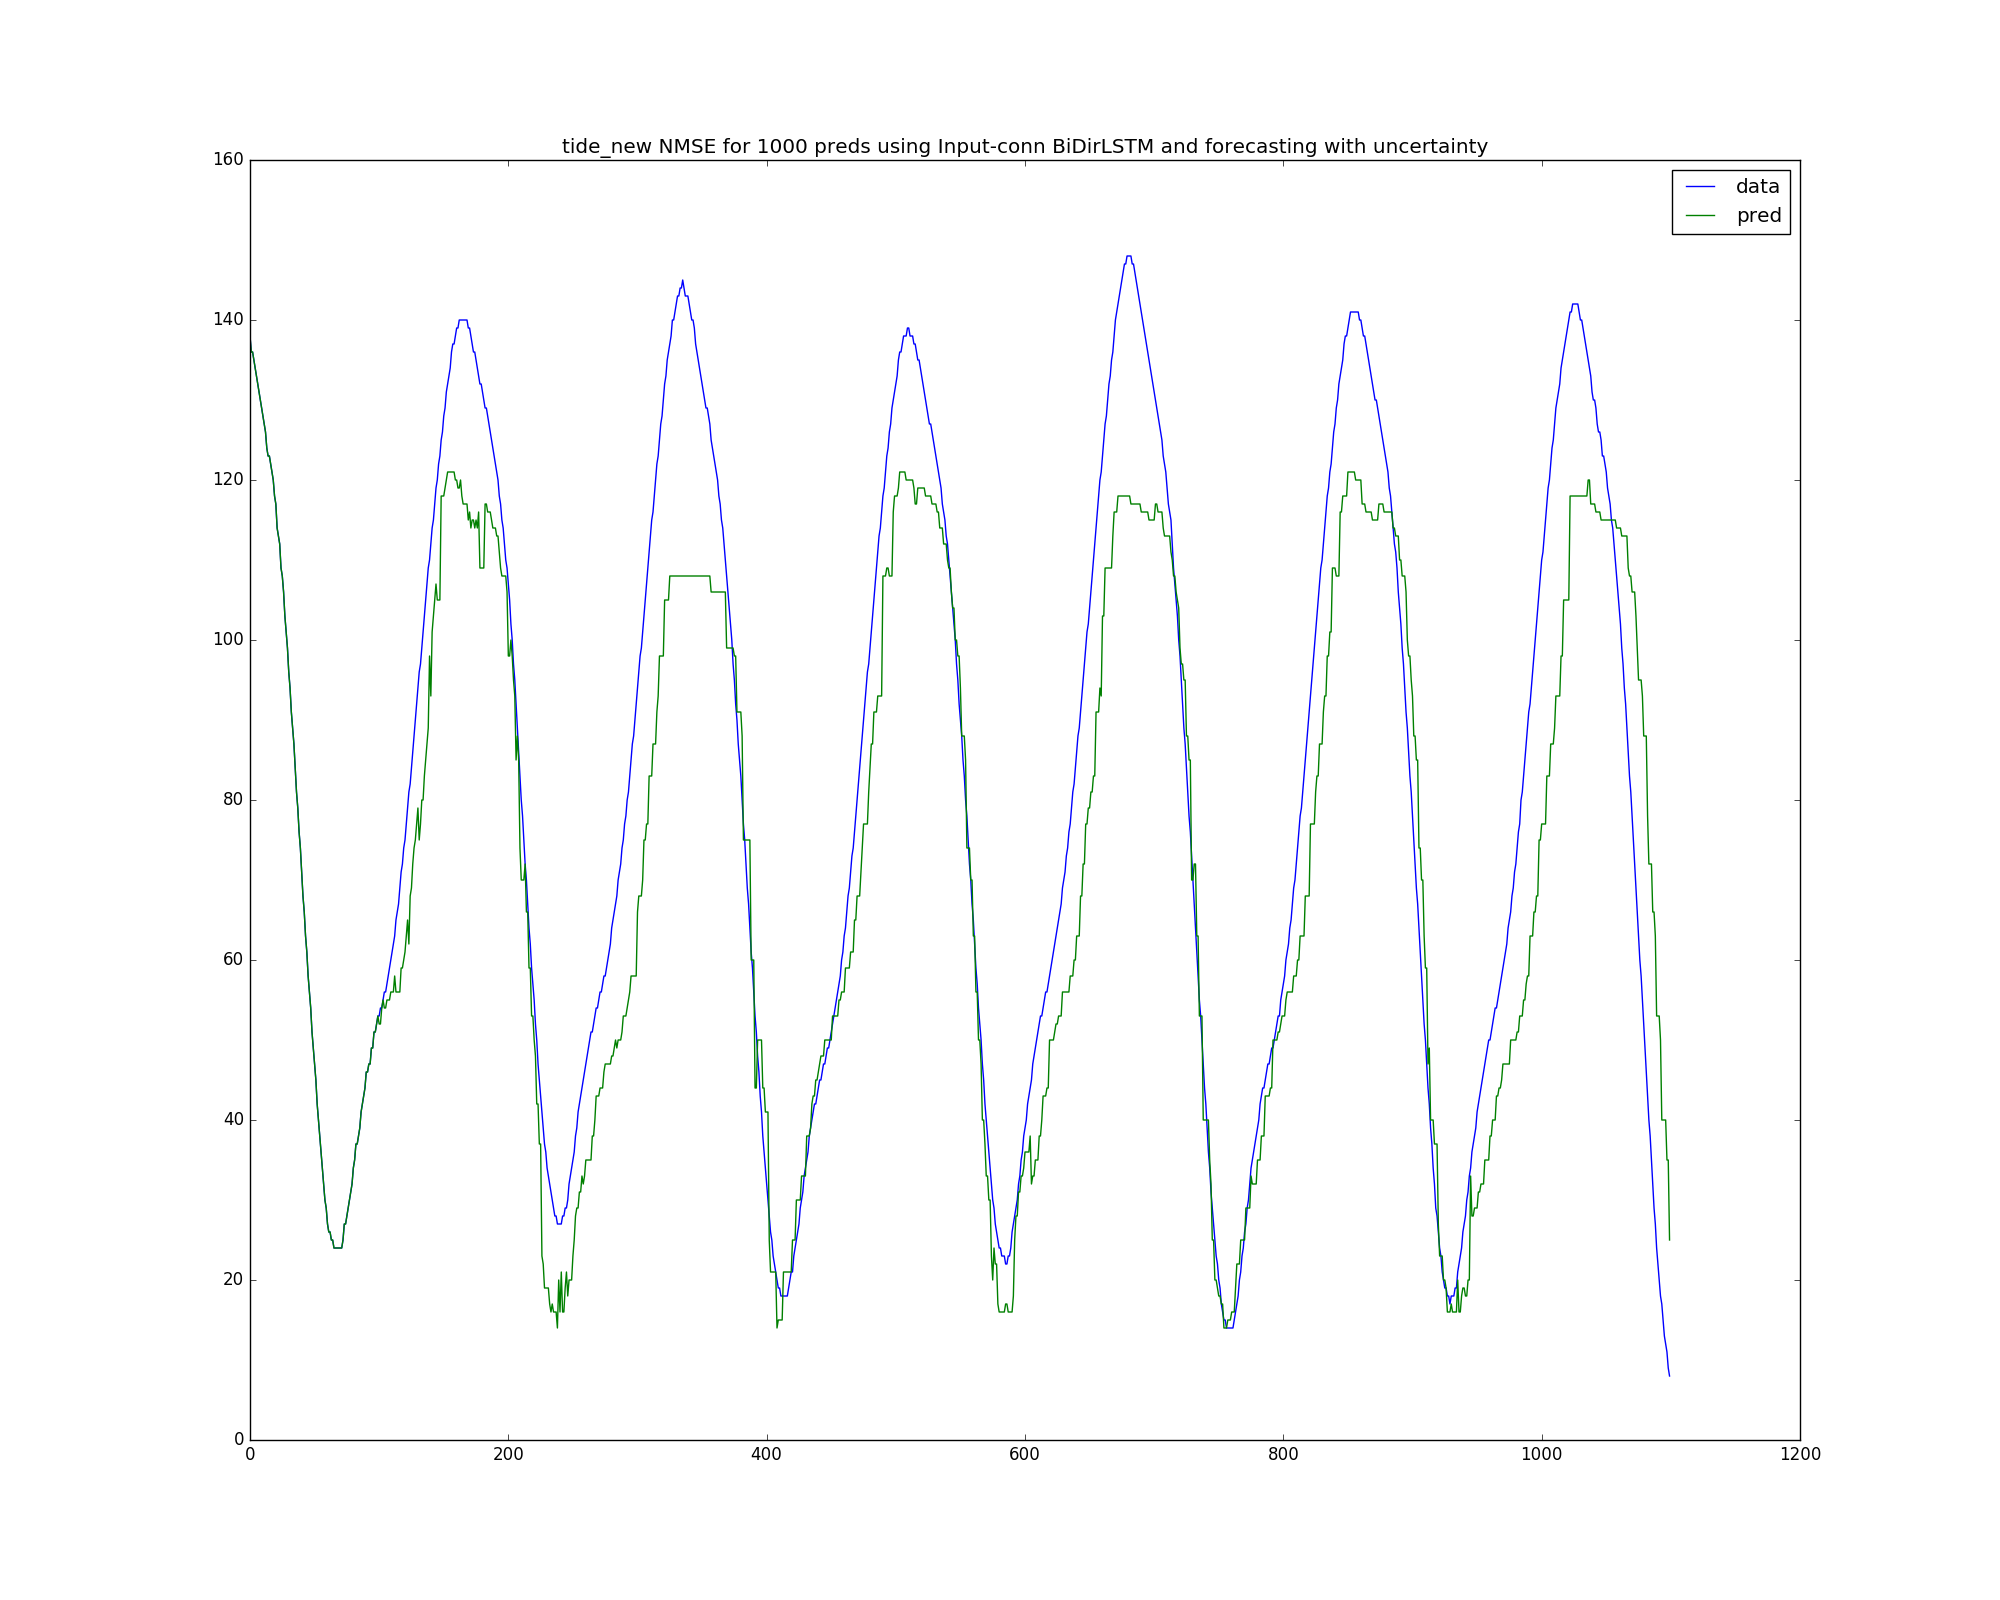 tide_new NMSE for 1000 preds using Input-conn BiDirLSTM and forecasting with uncertainty
160
140
120
100
80
60
40
20
0
data
pred
0 200 400 600 800 1000 1200